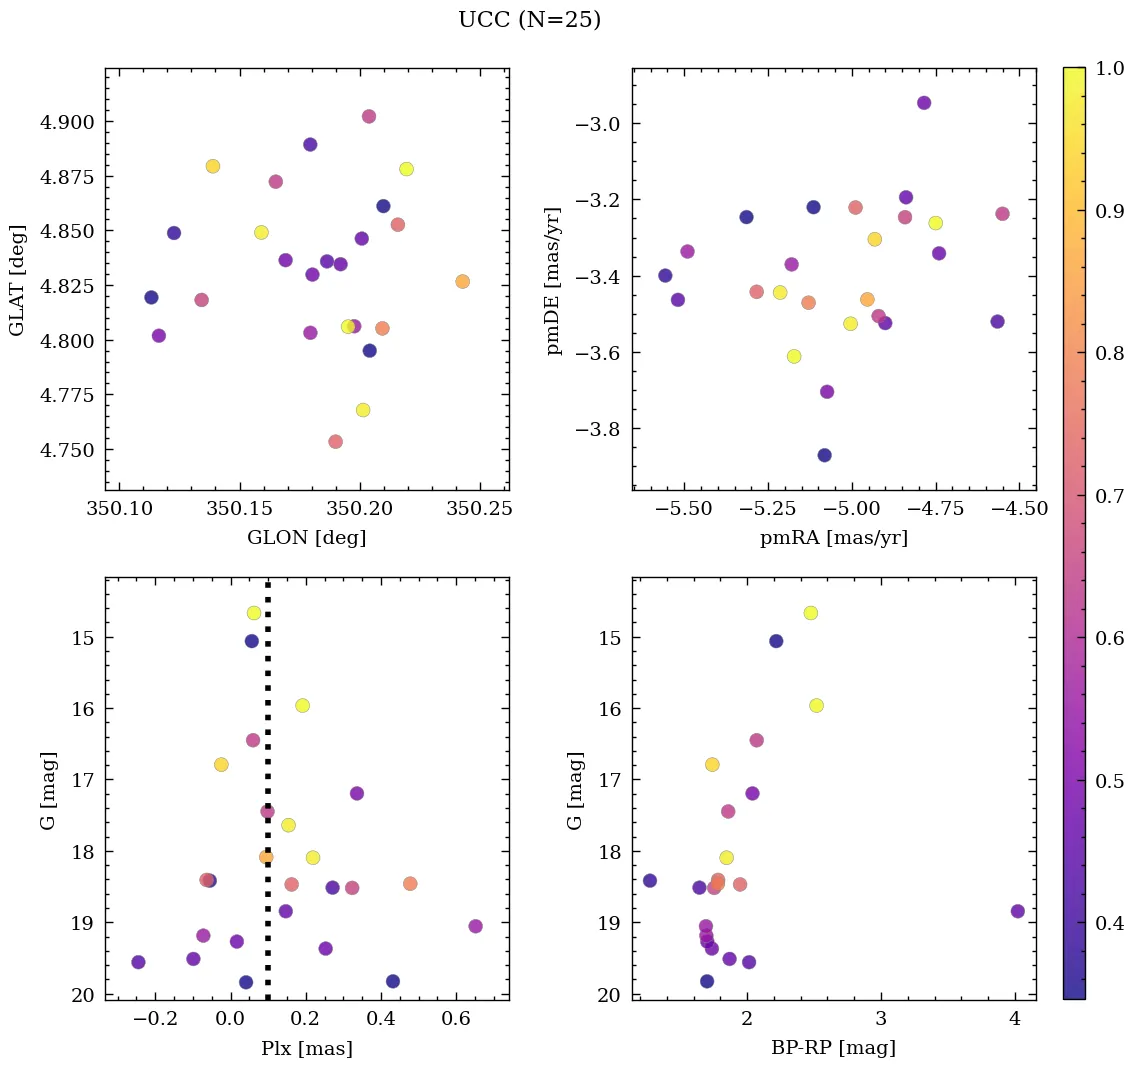 UCC (N=25)
4.900
4.875
4.850
4.825
4.800
4.775
4.750
GLAT [deg]
350.10 350.15 350.20 350.25
GLON [deg]
−3.0
−3.2
−3.4
−3.6
−3.8
pmDE [mas/yr]
−5.50 −5.25 −5.00 −4.75 −4.50
pmRA [mas/yr]
15
16
17
18
19
20
G [mag]
−0.2 0.0 0.2 0.4 0.6
Plx [mas]
15
16
17
18
19
20
G [mag]
2 3 4
BP-RP [mag]
1.0
0.9
0.8
0.7
0.6
0.5
0.4